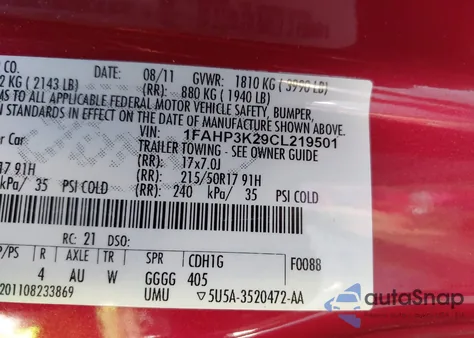 CO.
DATE: 08/11 GVWR: 1810 KG (3990 LB)
2 KG (2143 LB) (RR): 880 KG (1940 LB)
MS TO ALL APPLICABLE FEDERAL MOTOR VEHICLE SAFETY, BUMPER,
N STANDARDS IN EFFECT ON THE DATE OF MANUFACTURE
VIN: 1FAHP3K29CL219501
er Car TRAILER TOWING - SEE OWNER GUIDE
(RR): 17x7.0J
R17 91H (RR): 215/50R17 91H
kPa/ 35 PSI COLD (RR): 240 kPa/ 35 PSI COLD
RC: 21 DSO:
P/PS R AXLE TR SPR CDH1G F0088
4 AU W GGGG 405
201108233869 UMU ▽5U5A-3520472-AA
autoSnap